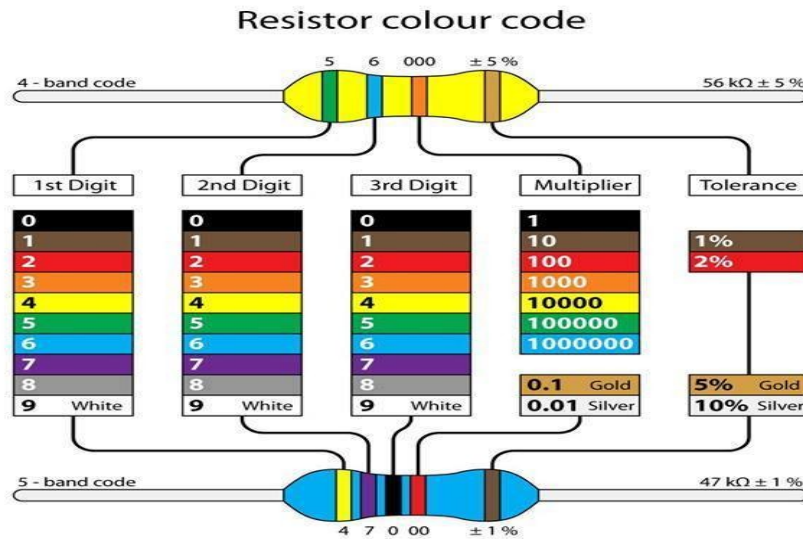 Resistor colour code
5 6 000 ± 5 %
4 - band code 56 kΩ ± 5 %
1st Digit 2nd Digit 3rd Digit Multiplier Tolerance
0 0 0 1
1 1 1 10 1%
2 2 2 100 2%
3 3 3 1000
4 4 4 10000
5 5 5 100000
6 6 6 1000000
7 7 7
8 8 8 0.1 Gold 5% Gold
9 White 9 White 9 White 0.01 Silver 10% Silver
5 - band code 47 kΩ ± 1 %
4 7 0 00 ± 1 %